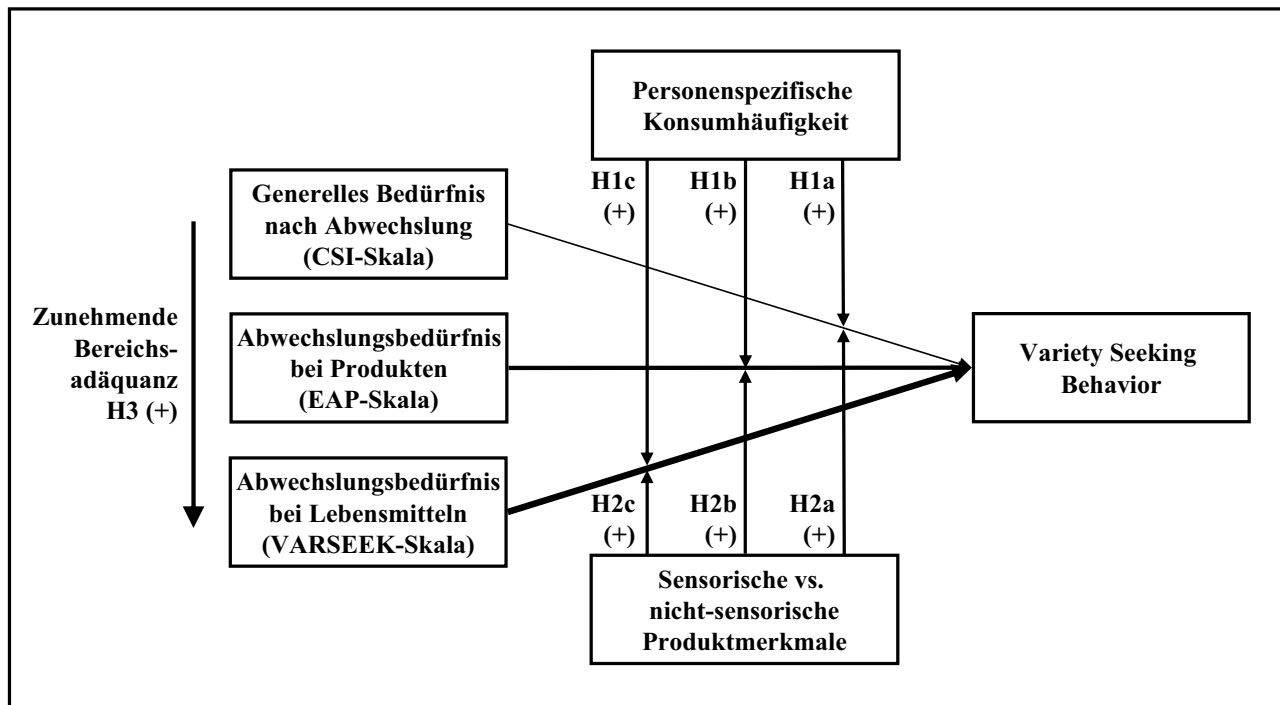 Personenspezifische
Konsumhäufigkeit
H1c
(+)
H1b
(+)
H1a
(+)
Generelles Bedürfnis
nach Abwechslung
(CSI-Skala)
Zunehmende
Bereichs-
adäquanz
H3 (+)
Abwechslungsbedürfnis
bei Produkten
(EAP-Skala)
Variety Seeking
Behavior
Abwechslungsbedürfnis
bei Lebensmitteln
(VARSEEK-Skala)
H2c
(+)
H2b
(+)
H2a
(+)
Sensorische vs.
nicht-sensorische
Produktmerkmale